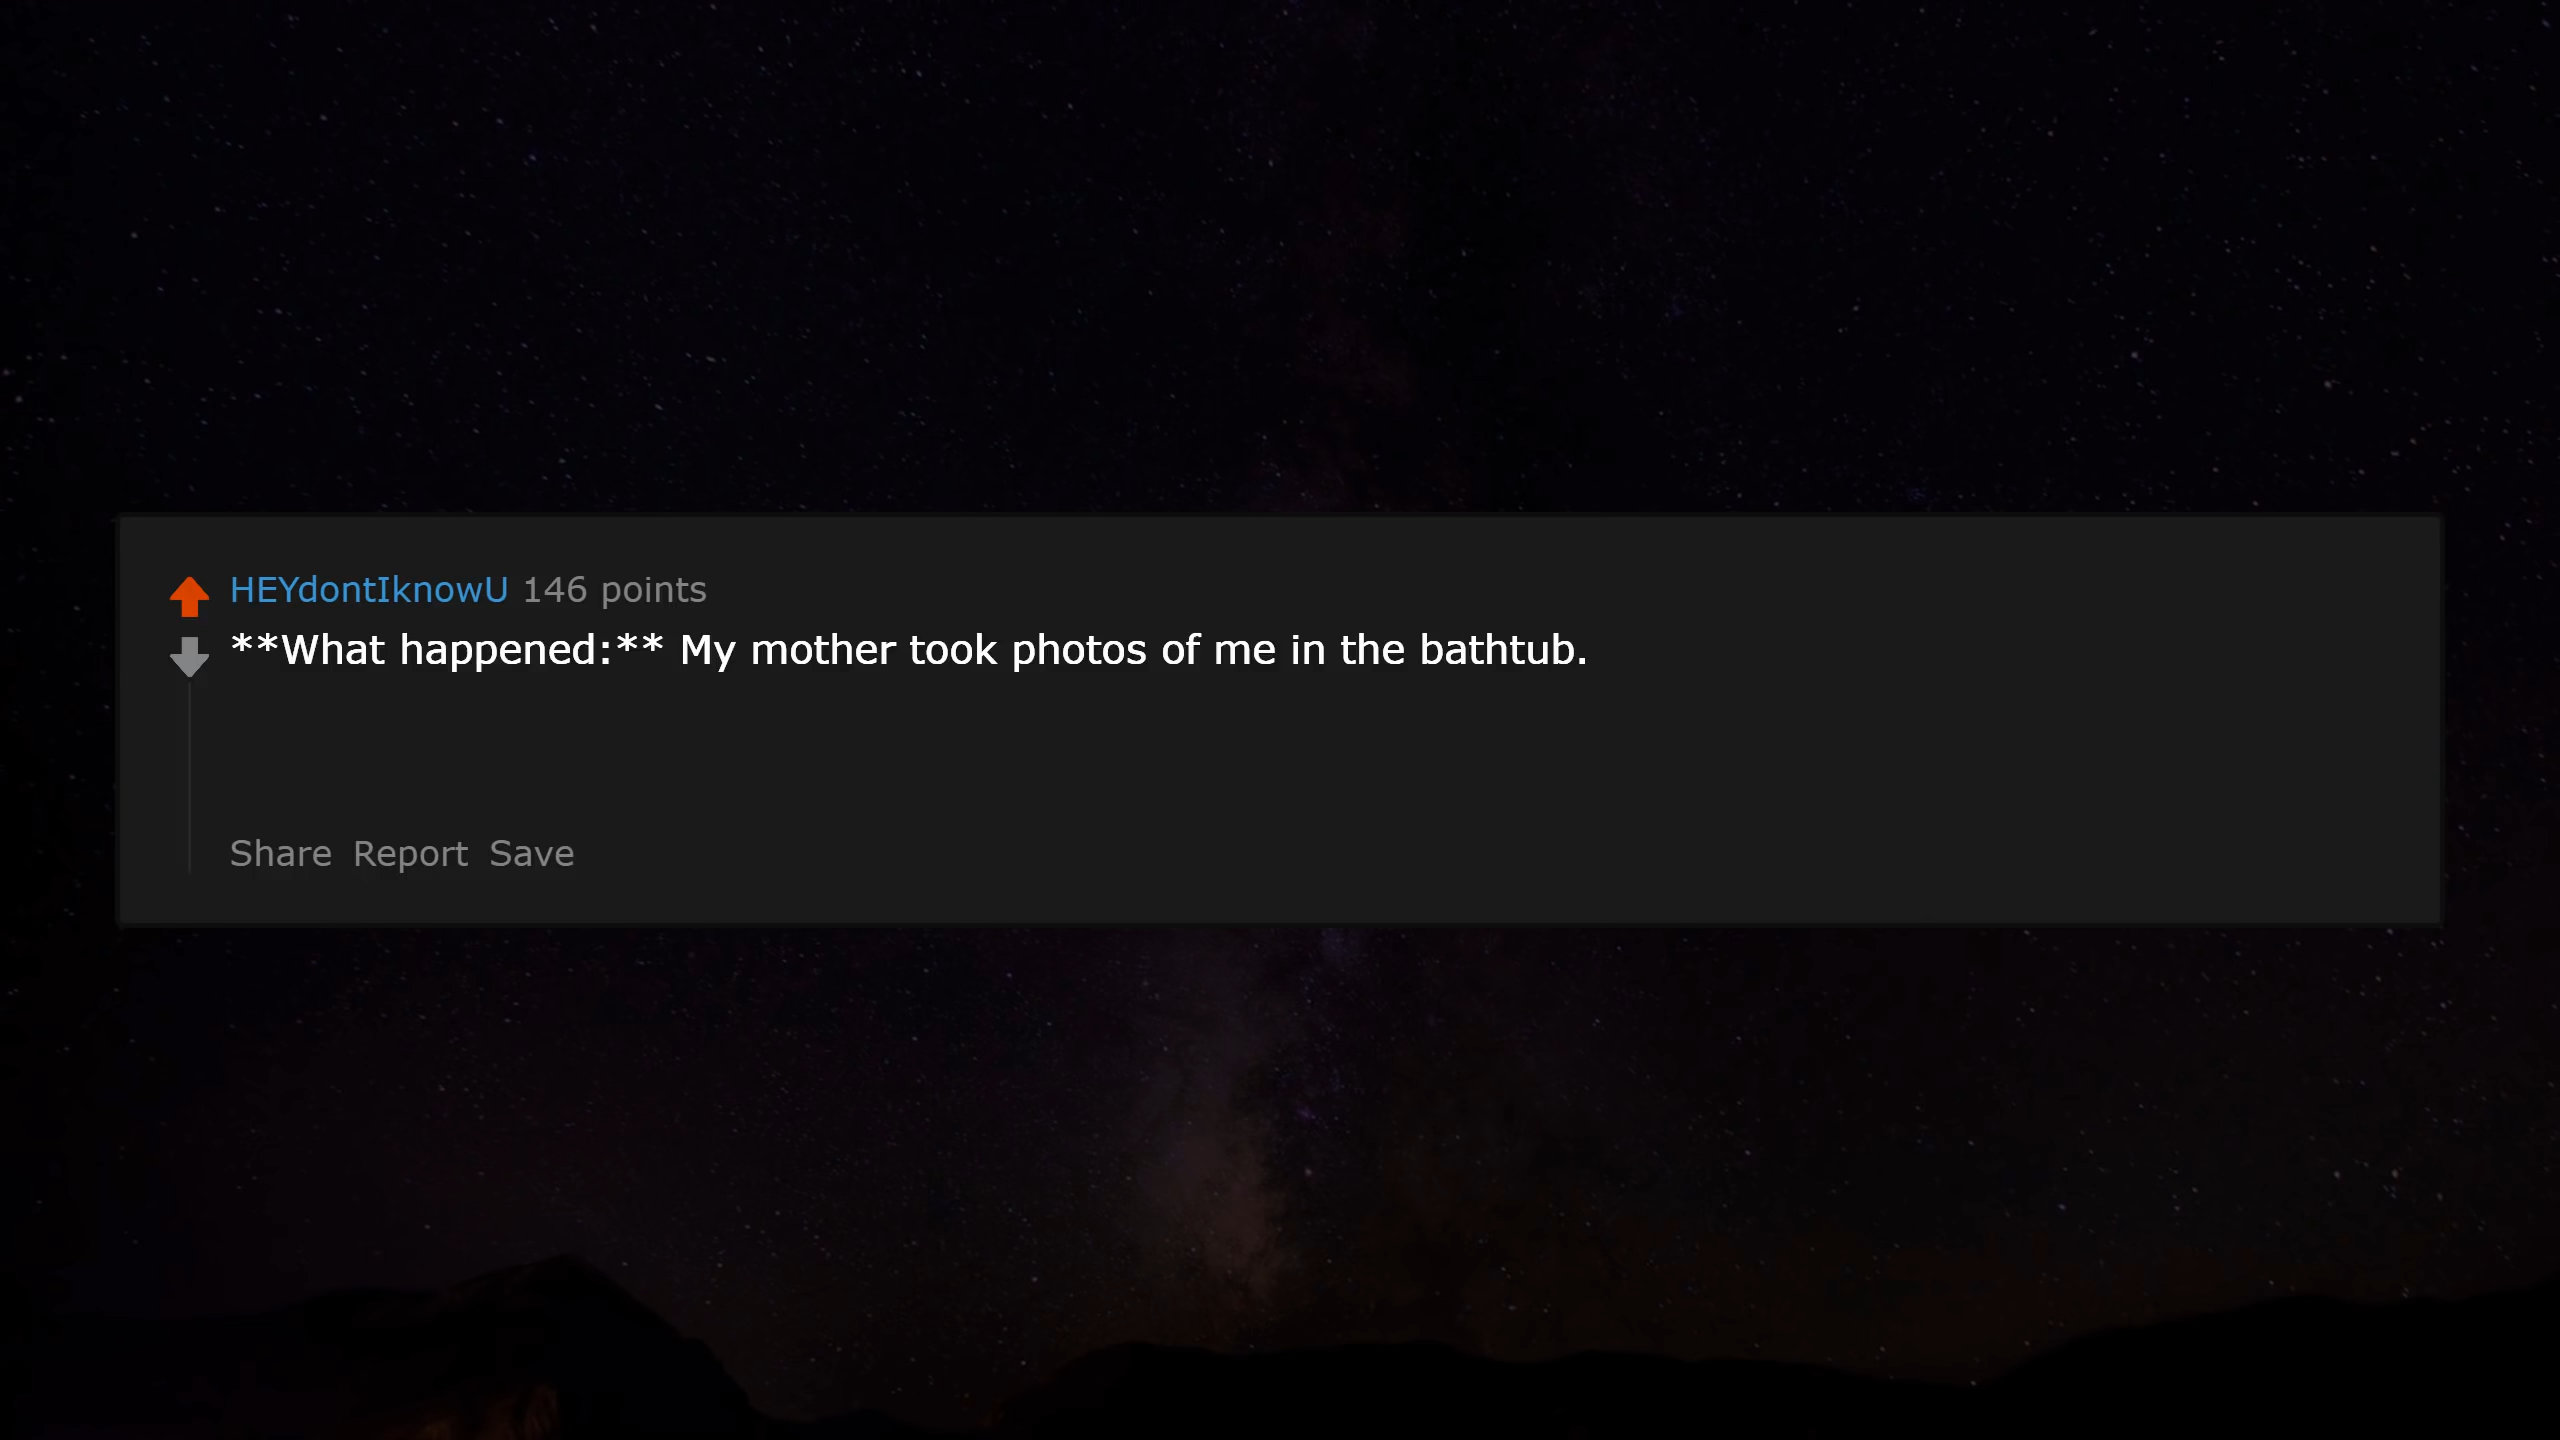 HEYdontIknowU 146 points
**What happened:** My mother took photos of me in the bathtub.
Share Report Save